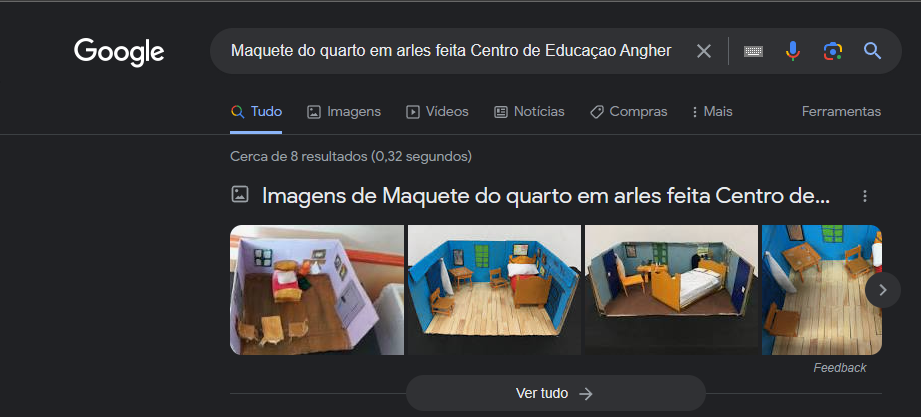 Google
Maquete do quarto em arles feita Centro de Educaçao Angher
Tudo
Imagens
Vídeos
Notícias
Compras
Mais
Ferramentas
Cerca de 8 resultados (0,32 segundos)
Imagens de Maquete do quarto em arles feita Centro de...
Feedback
Ver tudo